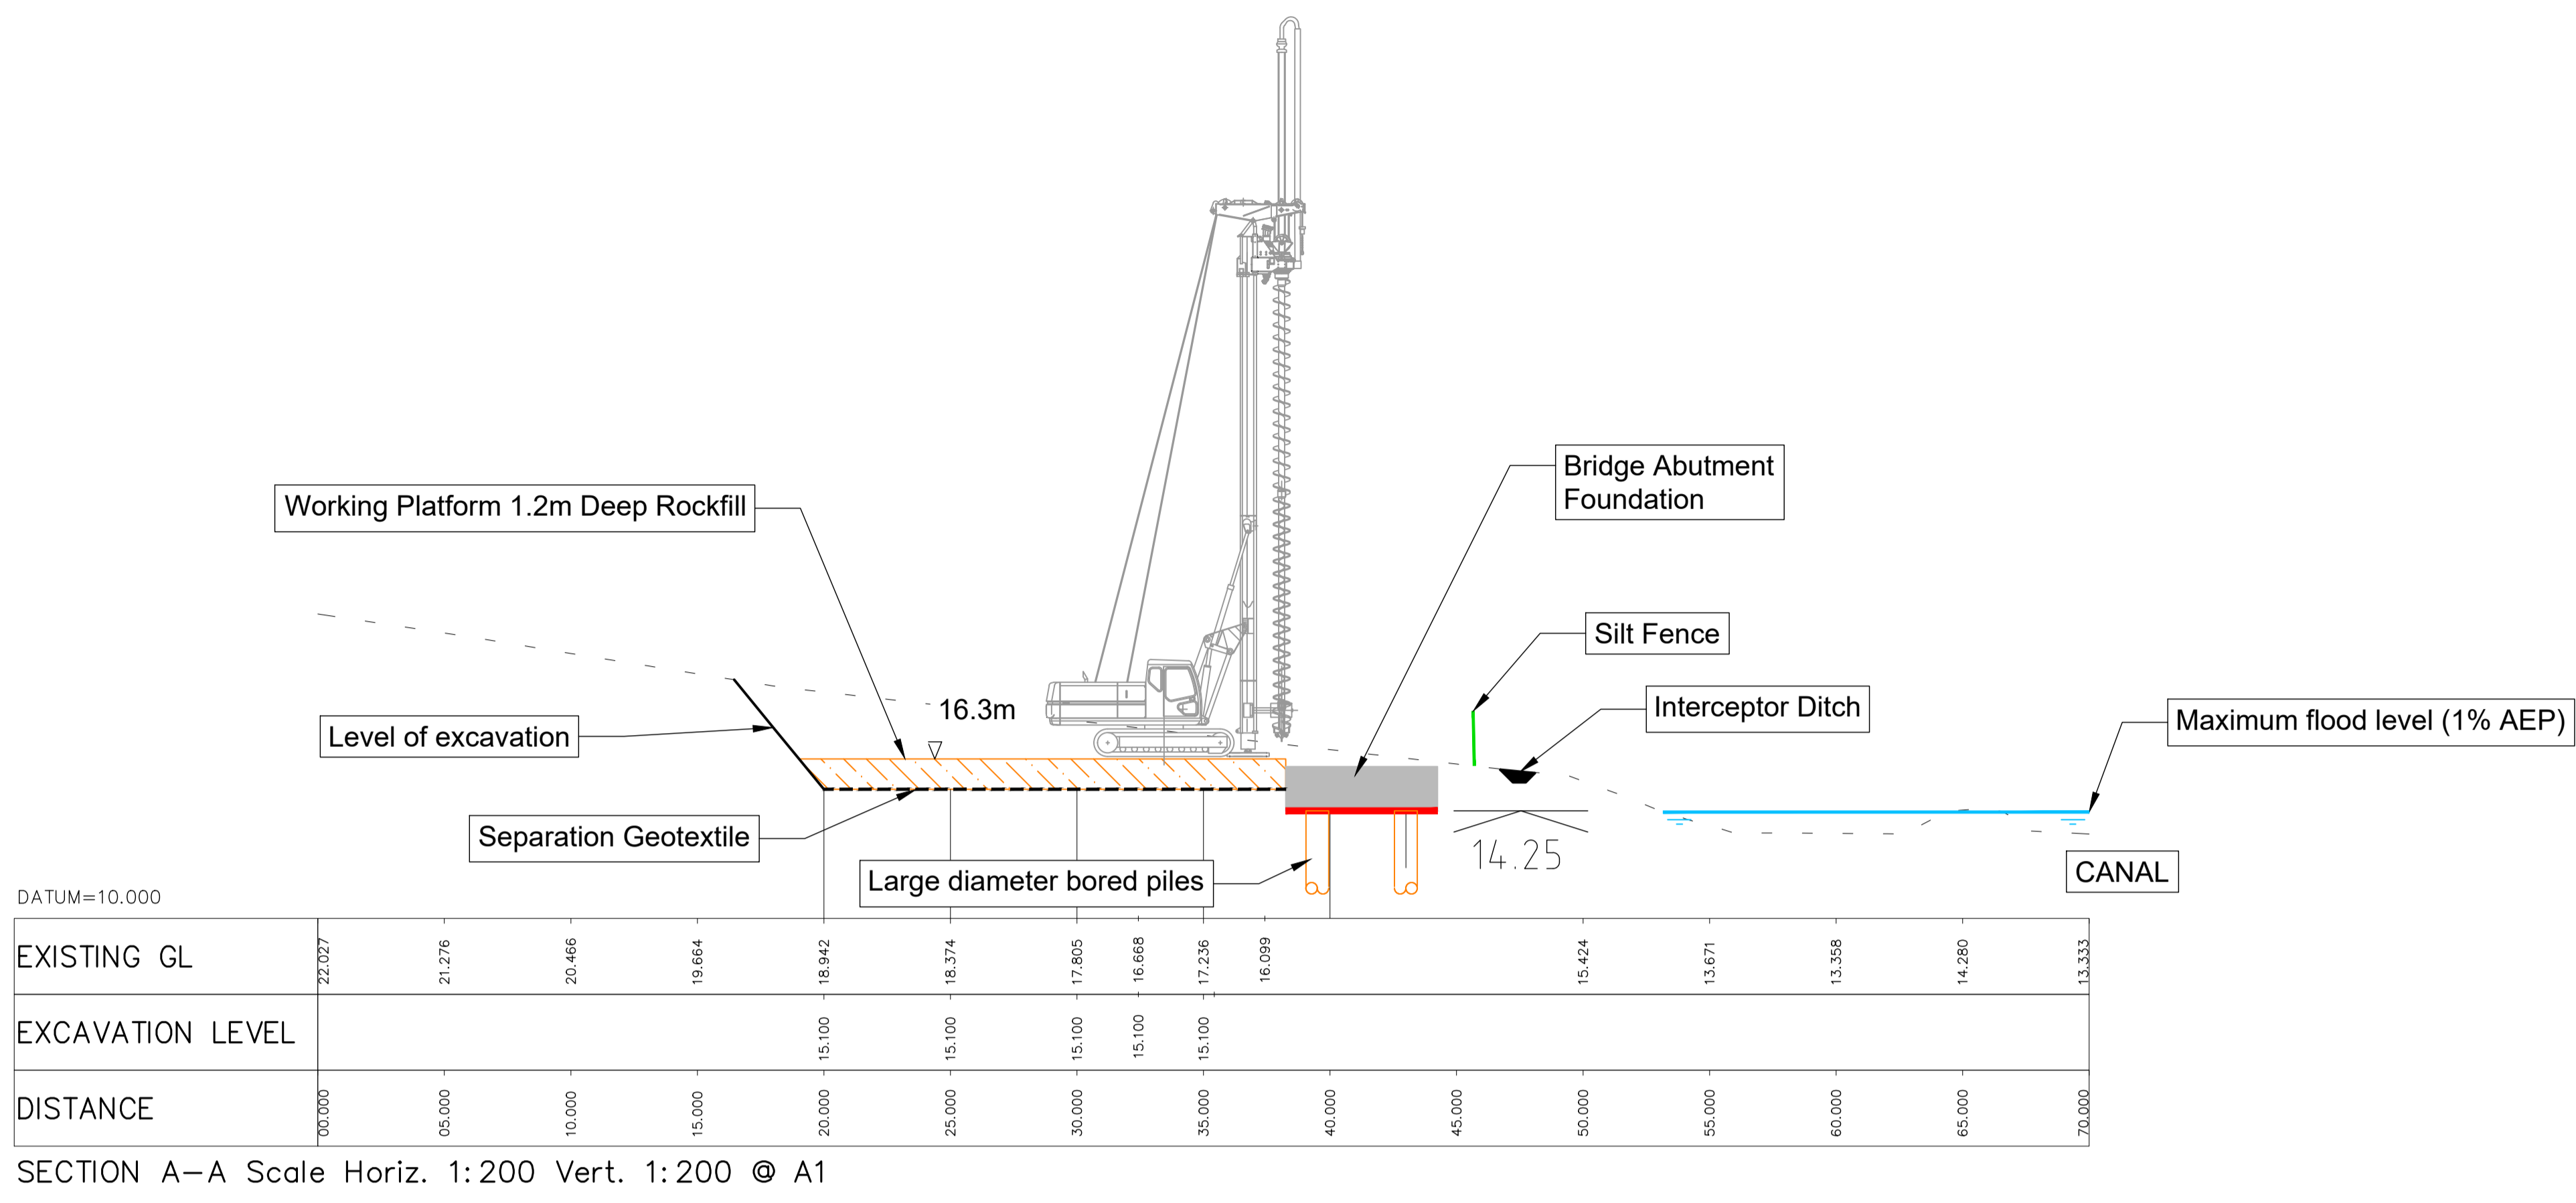 Bridge Abutment
Foundation
Working Platform 1.2m Deep Rockfill
Silt Fence
Interceptor Ditch
16.3m
Maximum flood level (1% AEP)
Level of excavation
Separation Geotextile
14.25
Large diameter bored piles
CANAL
DATUM=10.000
EXISTING GL 22.027 21.276 20.466 19.664 18.942 18.374 17.805 16.668 17.236 16.099 15.424 13.671 13.358 14.280 13.333
EXCAVATION LEVEL 15.100 15.100 15.100 15.100 15.100
DISTANCE 00.000 05.000 10.000 15.000 20.000 25.000 30.000 35.000 40.000 45.000 50.000 55.000 60.000 65.000 70.000
SECTION A-A Scale Horiz. 1:200 Vert. 1:200 @ A1